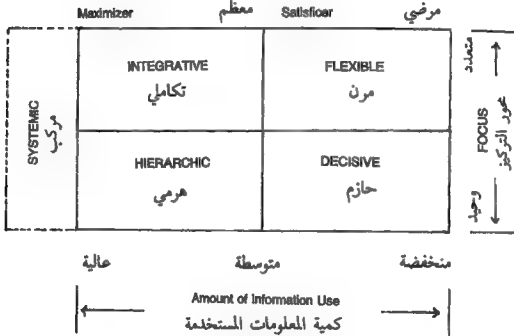 Maximizer معظم Satisficer مرضي
INTEGRATIVE
تكاملي
FLEXIBLE
مرن
SYSTEMIC
مركب
HIERARCHIC
هرمي
DECISIVE
حازم
متعدد
FOCUS
محور التركيز
وحيد
عالية متوسطة منخفضة
Amount of Information Use
كمية المعلومات المستخدمة